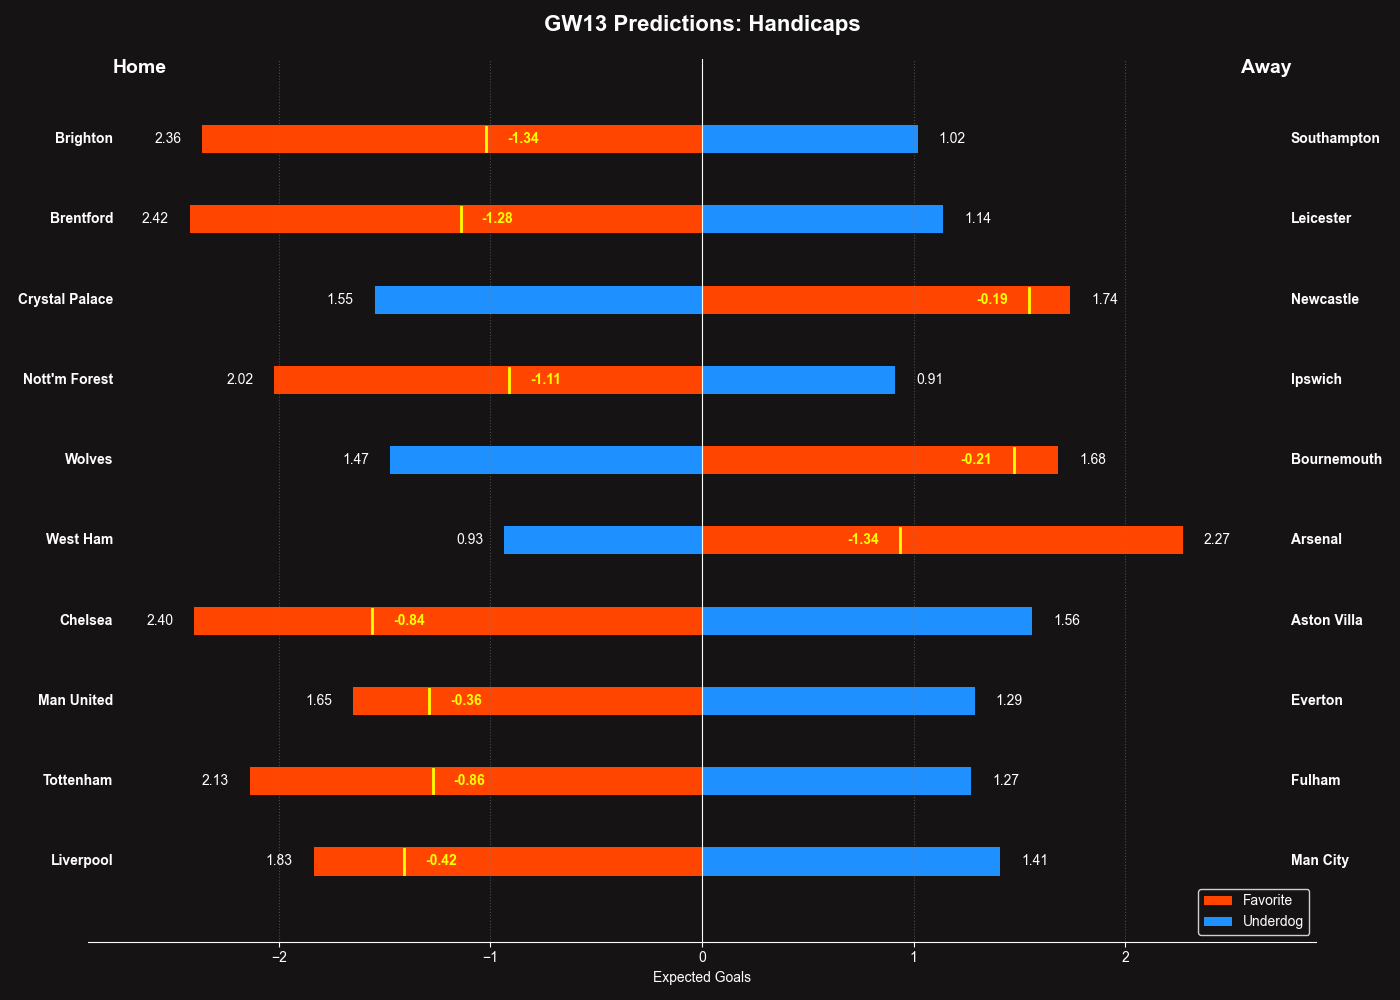 GW13 Predictions: Handicaps
Home Away
Brighton 2.36 -1.34 1.02 Southampton
Brentford 2.42 -1.28 1.14 Leicester
Crystal Palace 1.55 -0.19 1.74 Newcastle
Nott'm Forest 2.02 -1.11 0.91 Ipswich
Wolves 1.47 -0.21 1.68 Bournemouth
West Ham 0.93 -1.34 2.27 Arsenal
Chelsea 2.40 -0.84 1.56 Aston Villa
Man United 1.65 -0.36 1.29 Everton
Tottenham 2.13 -0.86 1.27 Fulham
Liverpool 1.83 -0.42 1.41 Man City
Favorite
Underdog
−2 −1 0 1 2
Expected Goals